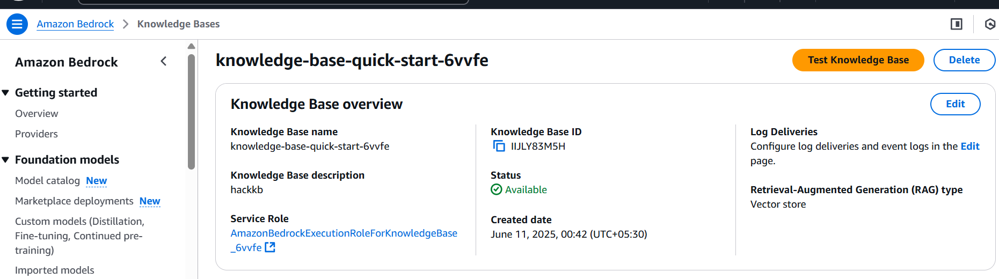 Amazon Bedrock > Knowledge Bases
Amazon Bedrock
Getting started
Overview
Providers
Foundation models
Model catalog New
Marketplace deployments New
Custom models (Distillation,
Fine-tuning, Continued pre-
training)
Imported models
knowledge-base-quick-start-6vvfe
Test Knowledge Base
Delete
Knowledge Base overview
Edit
Knowledge Base name
knowledge-base-quick-start-6vvfe
Knowledge Base description
hackkb
Service Role
AmazonBedrockExecutionRoleForKnowledgeBase
_6vvfe
Knowledge Base ID
IIJLY83M5H
Status
Available
Created date
June 11, 2025, 00:42 (UTC+05:30)
Log Deliveries
Configure log deliveries and event logs in the Edit
page.
Retrieval-Augmented Generation (RAG) type
Vector store